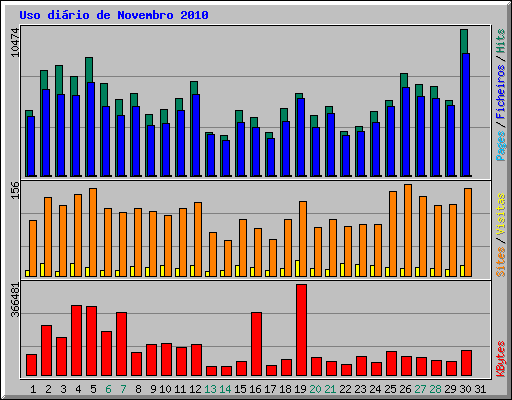 Uso diário de Novembro 2010
10474
156
366481
Pages / Ficheiros / Hits
Sites / Visitas
KBytes
1 2 3 4 5 6 7 8 9 10 11 12 13 14 15 16 17 18 19 20 21 22 23 24 25 26 27 28 29 30 31